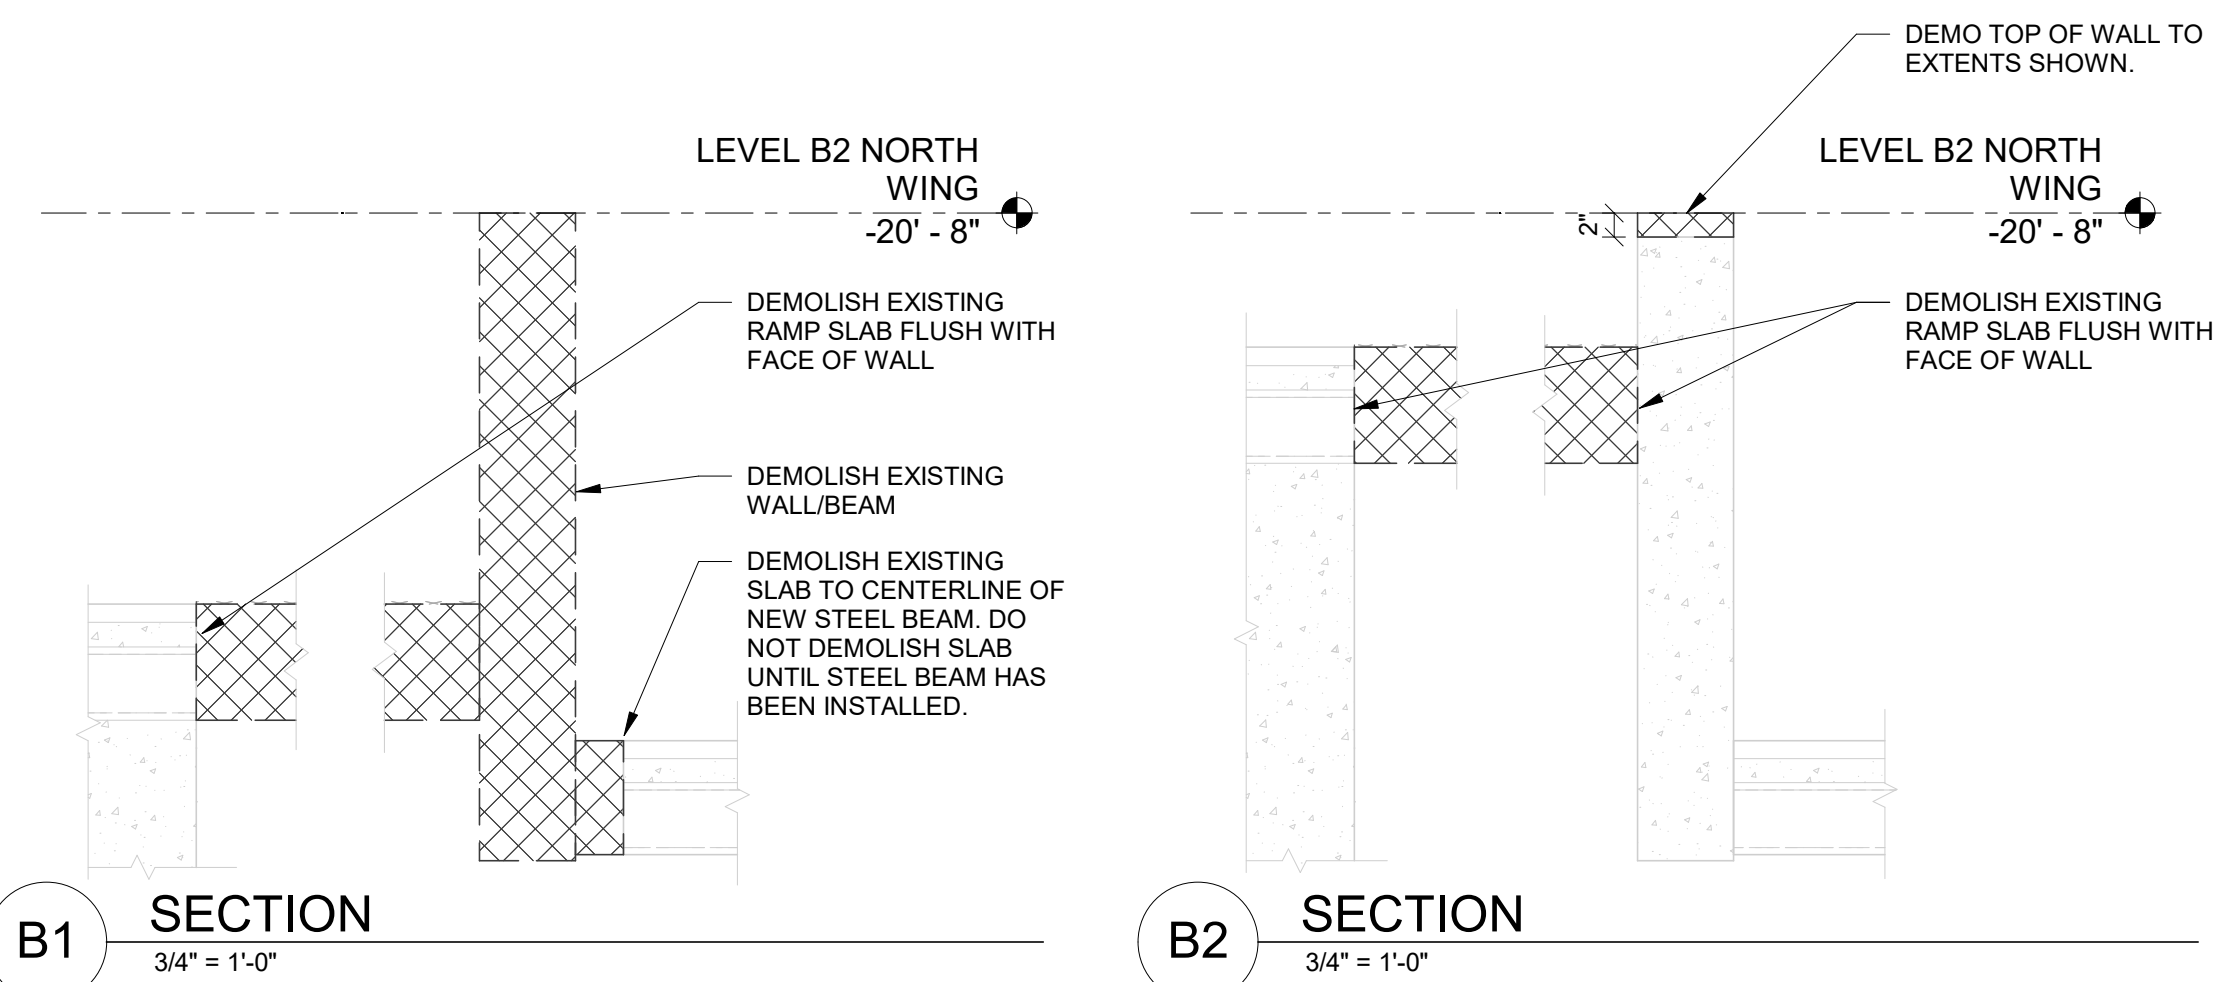 LEVEL B2 NORTH
WING
-20' - 8"
DEMOLISH EXISTING
RAMP SLAB FLUSH WITH
FACE OF WALL
DEMOLISH EXISTING
WALL/BEAM
DEMOLISH EXISTING
SLAB TO CENTERLINE OF
NEW STEEL BEAM. DO
NOT DEMOLISH SLAB
UNTIL STEEL BEAM HAS
BEEN INSTALLED.
B1
SECTION
3/4" = 1'-0"
DEMO TOP OF WALL TO
EXTENTS SHOWN.
LEVEL B2 NORTH
WING
-20' - 8"
2"
DEMOLISH EXISTING
RAMP SLAB FLUSH WITH
FACE OF WALL
B2
SECTION
3/4" = 1'-0"